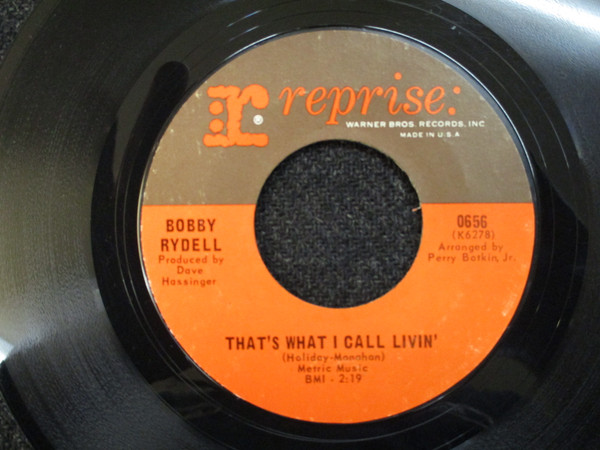 r® reprise:
WARNER BROS. RECORDS, INC
MADE IN U.S.A
BOBBY
RYDELL
Produced by
Dave
Hassinger
0656
(K6278)
Arranged by
Perry Botkin, Jr.
THAT'S WHAT I CALL LIVIN'
(Holiday-Monahan)
Metric Music
BMI - 2:19